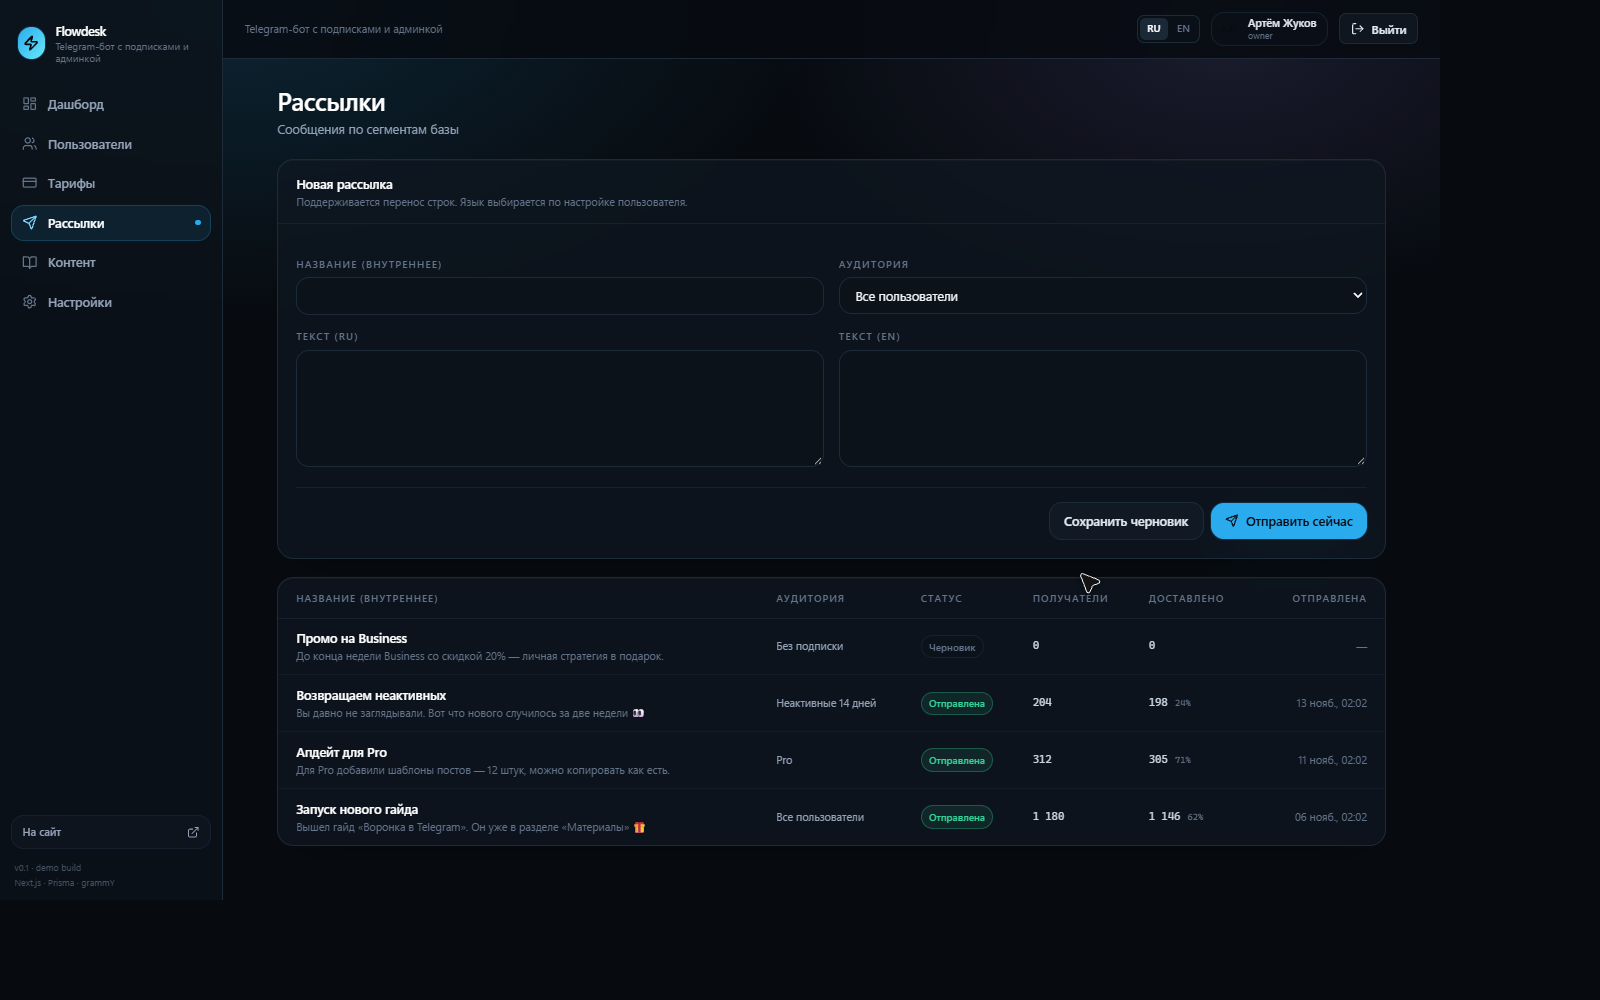 Flowdesk
Telegram-бот с подписками и
админкой
Дашборд
Пользователи
Тарифы
Рассылки
Контент
Настройки
На сайт
v0.1 · demo build
Next.js · Prisma · grammY
Telegram-бот с подписками и админкой
RU EN
Артём Жуков
owner
Выйти
Рассылки
Сообщения по сегментам базы
Новая рассылка
Поддерживается перенос строк. Язык выбирается по настройке пользователя.
НАЗВАНИЕ (ВНУТРЕННЕЕ) АУДИТОРИЯ
Все пользователи
ТЕКСТ (RU) ТЕКСТ (EN)
Сохранить черновик Отправить сейчас
НАЗВАНИЕ (ВНУТРЕННЕЕ) АУДИТОРИЯ СТАТУС ПОЛУЧАТЕЛИ ДОСТАВЛЕНО ОТПРАВЛЕНА
Промо на Business
До конца недели Business со скидкой 20% — личная стратегия в подарок.
Без подписки Черновик 0 0 —
Возвращаем неактивных
Вы давно не заглядывали. Вот что нового случилось за две недели 👀
Неактивные 14 дней Отправлена 204 198 24% 13 нояб., 02:02
Апдейт для Pro
Для Pro добавили шаблоны постов — 12 штук, можно копировать как есть.
Pro Отправлена 312 305 71% 11 нояб., 02:02
Запуск нового гайда
Вышел гайд «Воронка в Telegram». Он уже в разделе «Материалы» 🎁
Все пользователи Отправлена 1 180 1 146 62% 06 нояб., 02:02